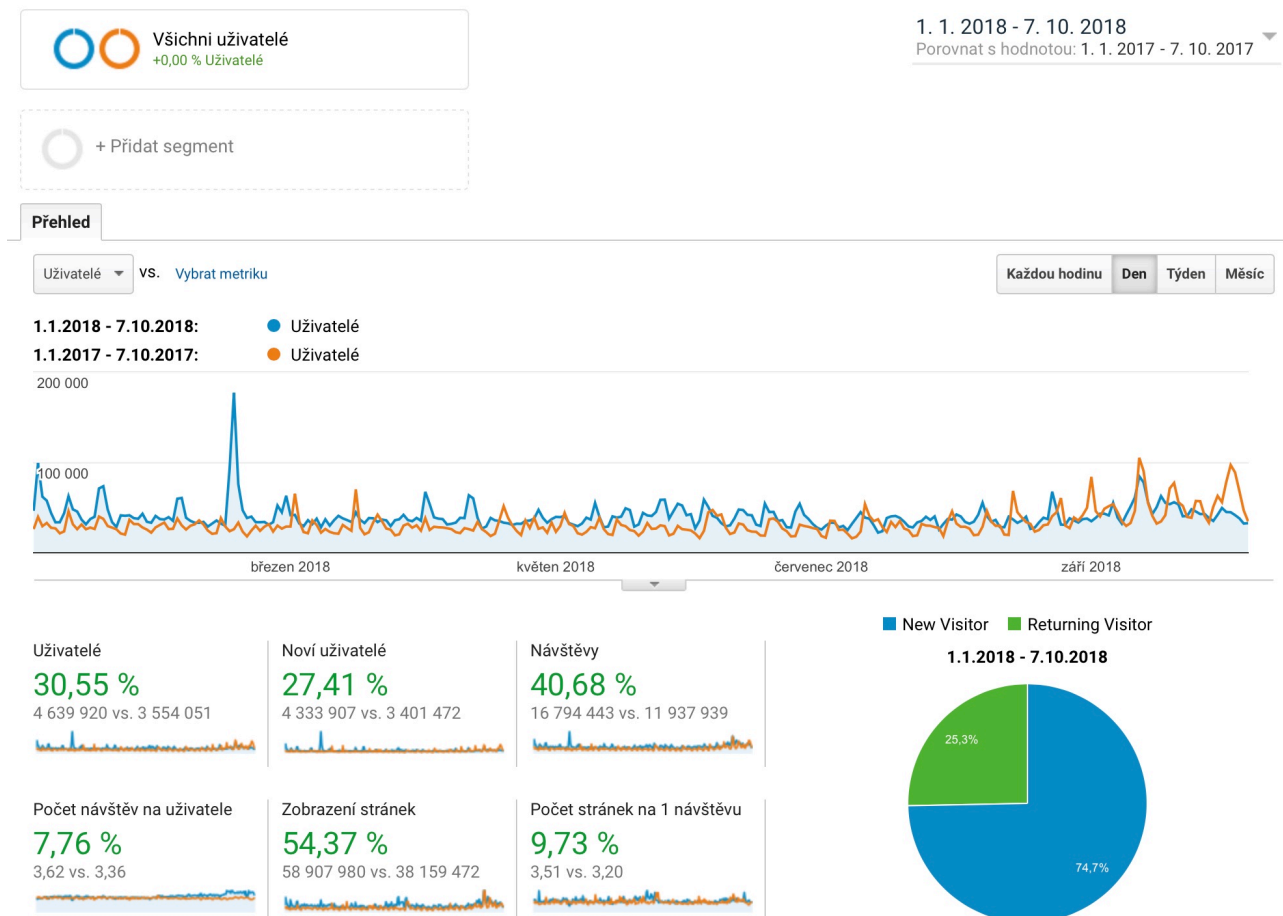 Všichni uživatelé
+0,00 % Uživatelé
1. 1. 2018 - 7. 10. 2018
Porovnat s hodnotou: 1. 1. 2017 - 7. 10. 2017
+ Přidat segment
Přehled
Uživatelé
VS.
Vybrat metriku
Každou hodinu
Den
Týden
Měsíc
1.1.2018 - 7.10.2018:
Uživatelé
1.1.2017 - 7.10.2017:
Uživatelé
200 000
100 000
březen 2018
květen 2018
červenec 2018
září 2018
Uživatelé
30,55 %
4 639 920 vs. 3 554 051
Noví uživatelé
27,41 %
4 333 907 vs. 3 401 472
Návštěvy
40,68 %
16 794 443 vs. 11 937 939
Počet návštěv na uživatele
7,76 %
3,62 vs. 3,36
Zobrazení stránek
54,37 %
58 907 980 vs. 38 159 472
Počet stránek na 1 návštěvu
9,73 %
3,51 vs. 3,20
New Visitor
Returning Visitor
1.1.2018 - 7.10.2018
25,3%
74,7%